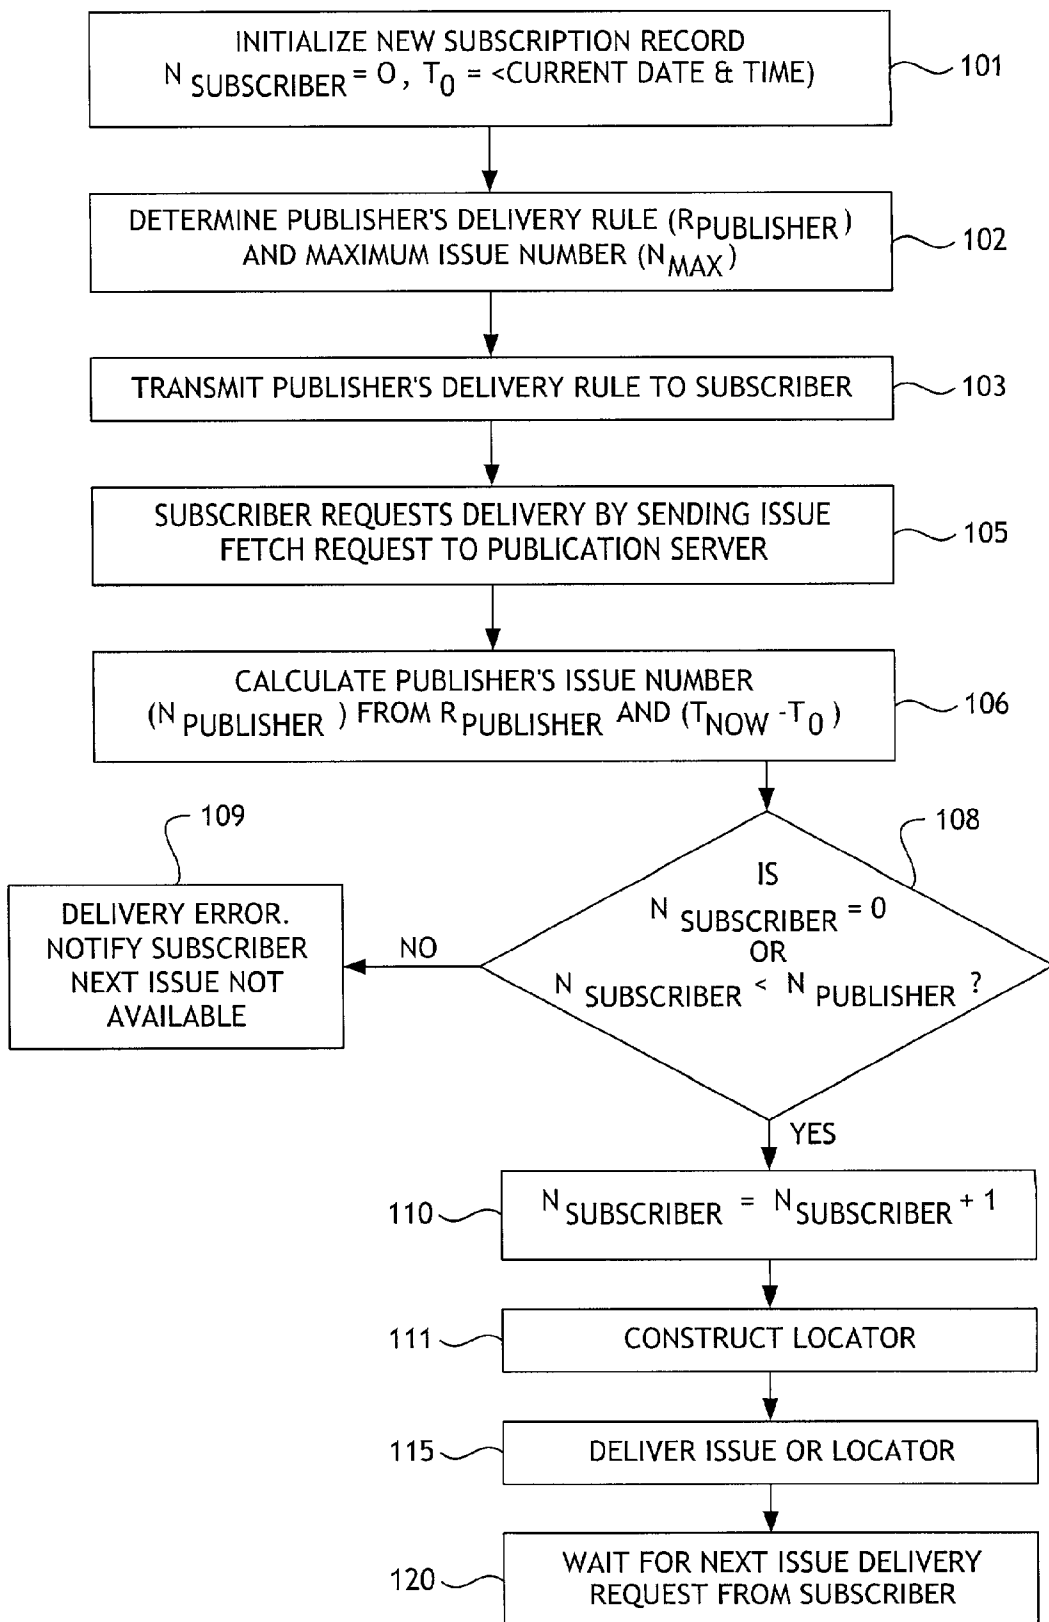 INITIALIZE NEW SUBSCRIPTION RECORD
N SUBSCRIBER = 0, T0 = <CURRENT DATE & TIME)
101
DETERMINE PUBLISHER'S DELIVERY RULE (RPUBLISHER)
AND MAXIMUM ISSUE NUMBER (NMAX)
102
TRANSMIT PUBLISHER'S DELIVERY RULE TO SUBSCRIBER
103
SUBSCRIBER REQUESTS DELIVERY BY SENDING ISSUE
FETCH REQUEST TO PUBLICATION SERVER
105
CALCULATE PUBLISHER'S ISSUE NUMBER
(N PUBLISHER ) FROM RPUBLISHER AND (TNOW -T0)
106
109
DELIVERY ERROR.
NOTIFY SUBSCRIBER
NEXT ISSUE NOT
AVAILABLE
NO
108
IS
N SUBSCRIBER = 0
OR
N SUBSCRIBER < N PUBLISHER ?
YES
110
N SUBSCRIBER = N SUBSCRIBER + 1
111
CONSTRUCT LOCATOR
115
DELIVER ISSUE OR LOCATOR
120
WAIT FOR NEXT ISSUE DELIVERY
REQUEST FROM SUBSCRIBER